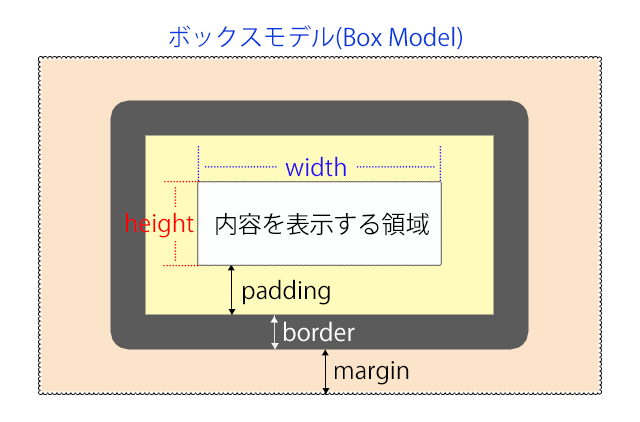 ボックスモデル(Box Model)
width
height
内容を表示する領域
padding
border
margin